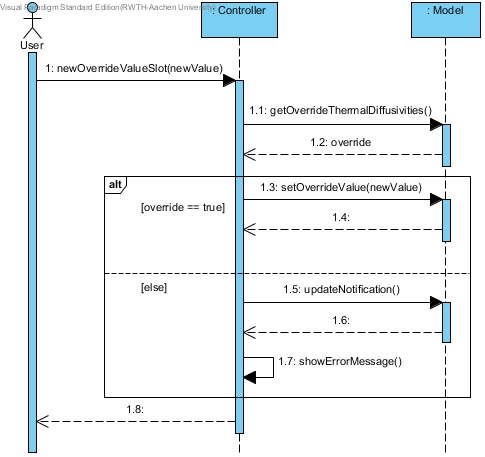 Visual Paradigm Standard Edition(RWTH-Aachen University)
: Controller
: Model
User
1: newOverrideValueSlot(newValue)
1.1: getOverrideThermalDiffusivities()
1.2: override
alt
1.3: setOverrideValue(newValue)
[override == true]
1.4:
[else]
1.5: updateNotification()
1.6:
1.7: showErrorMessage()
1.8: